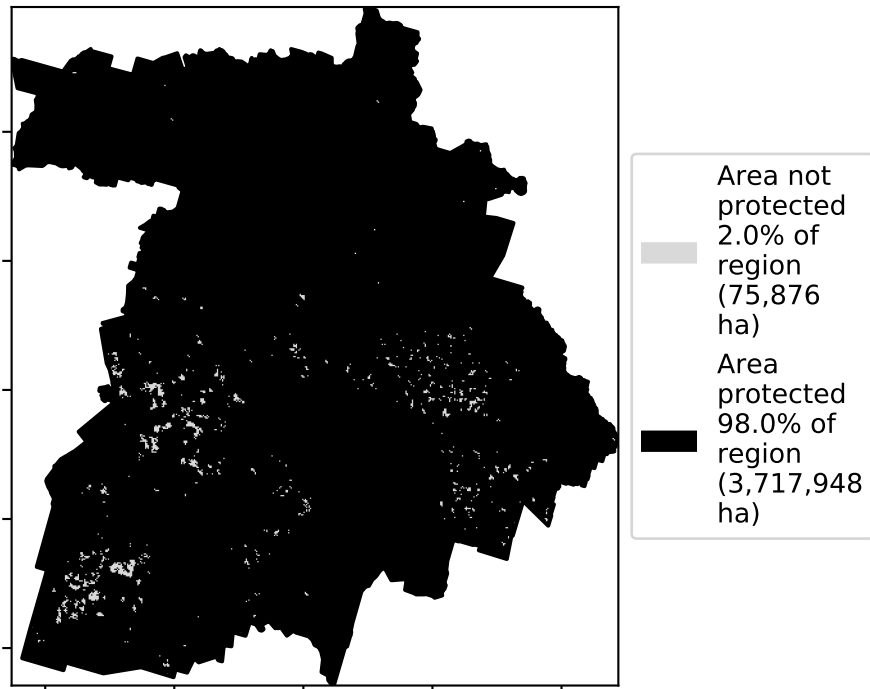 Area not
protected
2.0% of
region
(75,876
ha)
Area
protected
98.0% of
region
(3,717,948
ha)